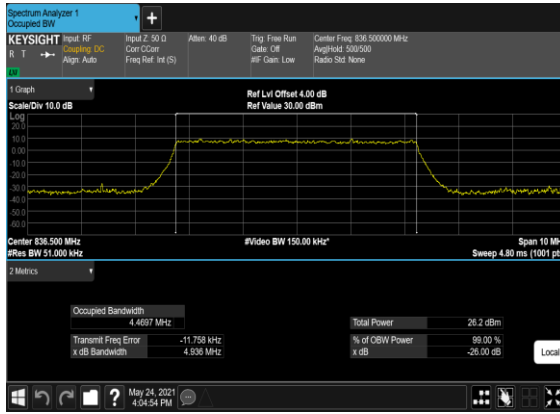 Spectrum Analyzer 1
Occupied BW
+
KEYSIGHT Input: RF Input Z: 50 Ω Atten: 40 dB Trig: Free Run Center Freq: 836.500000 MHz
R T Coupling: DC Corr CCorr Gate: Off Avg|Hold: 500/500
Align: Auto Freq Ref: Int (S) #IF Gain: Low Radio Std: None
1 Graph
Ref Lvl Offset 4.00 dB
Scale/Div 10.0 dB Ref Value 30.00 dBm
Log
20.0
10.0
0.00
-10.0
-20.0
-30.0
-40.0
-50.0
-60.0
Center 836.500 MHz #Video BW 150.00 kHz* Span 10 MH
#Res BW 51.000 kHz Sweep 4.80 ms (1001 pt
2 Metrics
Occupied Bandwidth
4.4697 MHz Total Power 26.2 dBm
Transmit Freq Error -11.758 kHz % of OBW Power 99.00 %
x dB Bandwidth 4.936 MHz x dB -26.00 dB
Local
?
May 24, 2021
4:04:54 PM